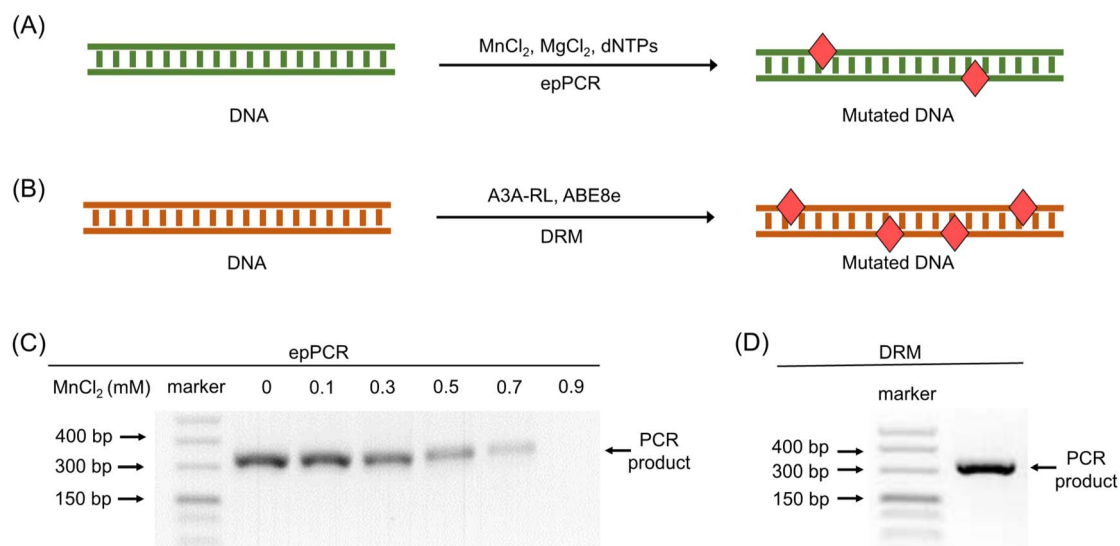 (A)
MnCl₂, MgCl₂, dNTPs
epPCR
DNA
Mutated DNA
(B)
A3A-RL, ABE8e
DRM
DNA
Mutated DNA
(C)
epPCR
MnCl₂ (mM) marker 0 0.1 0.3 0.5 0.7 0.9
400 bp
300 bp
150 bp
PCR
product
(D)
DRM
marker
400 bp
300 bp
150 bp
PCR
product